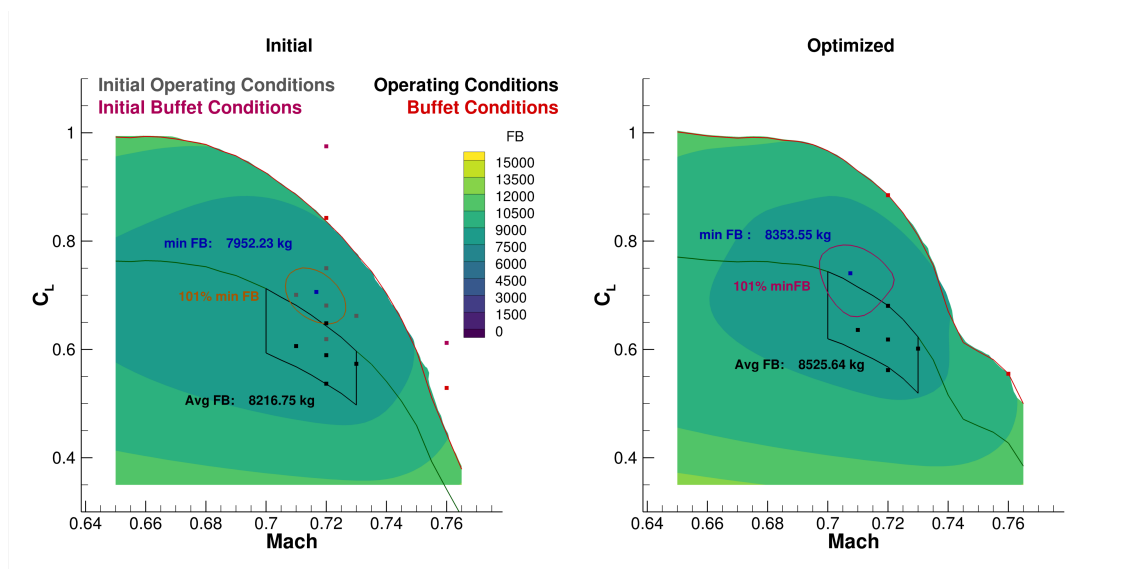 Initial
Optimized
Initial Operating Conditions
Operating Conditions
Initial Buffet Conditions
Buffet Conditions
FB
15000
13500
12000
10500
9000
7500
6000
4500
3000
1500
0
min FB: 7952.23 kg
101% min FB
Avg FB: 8216.75 kg
1
0.8
0.6
0.4
CL
0.64 0.66 0.68 0.7 0.72 0.74 0.76
Mach
min FB : 8353.55 kg
101% minFB
Avg FB: 8525.64 kg
1
0.8
0.6
0.4
CL
0.64 0.66 0.68 0.7 0.72 0.74 0.76
Mach